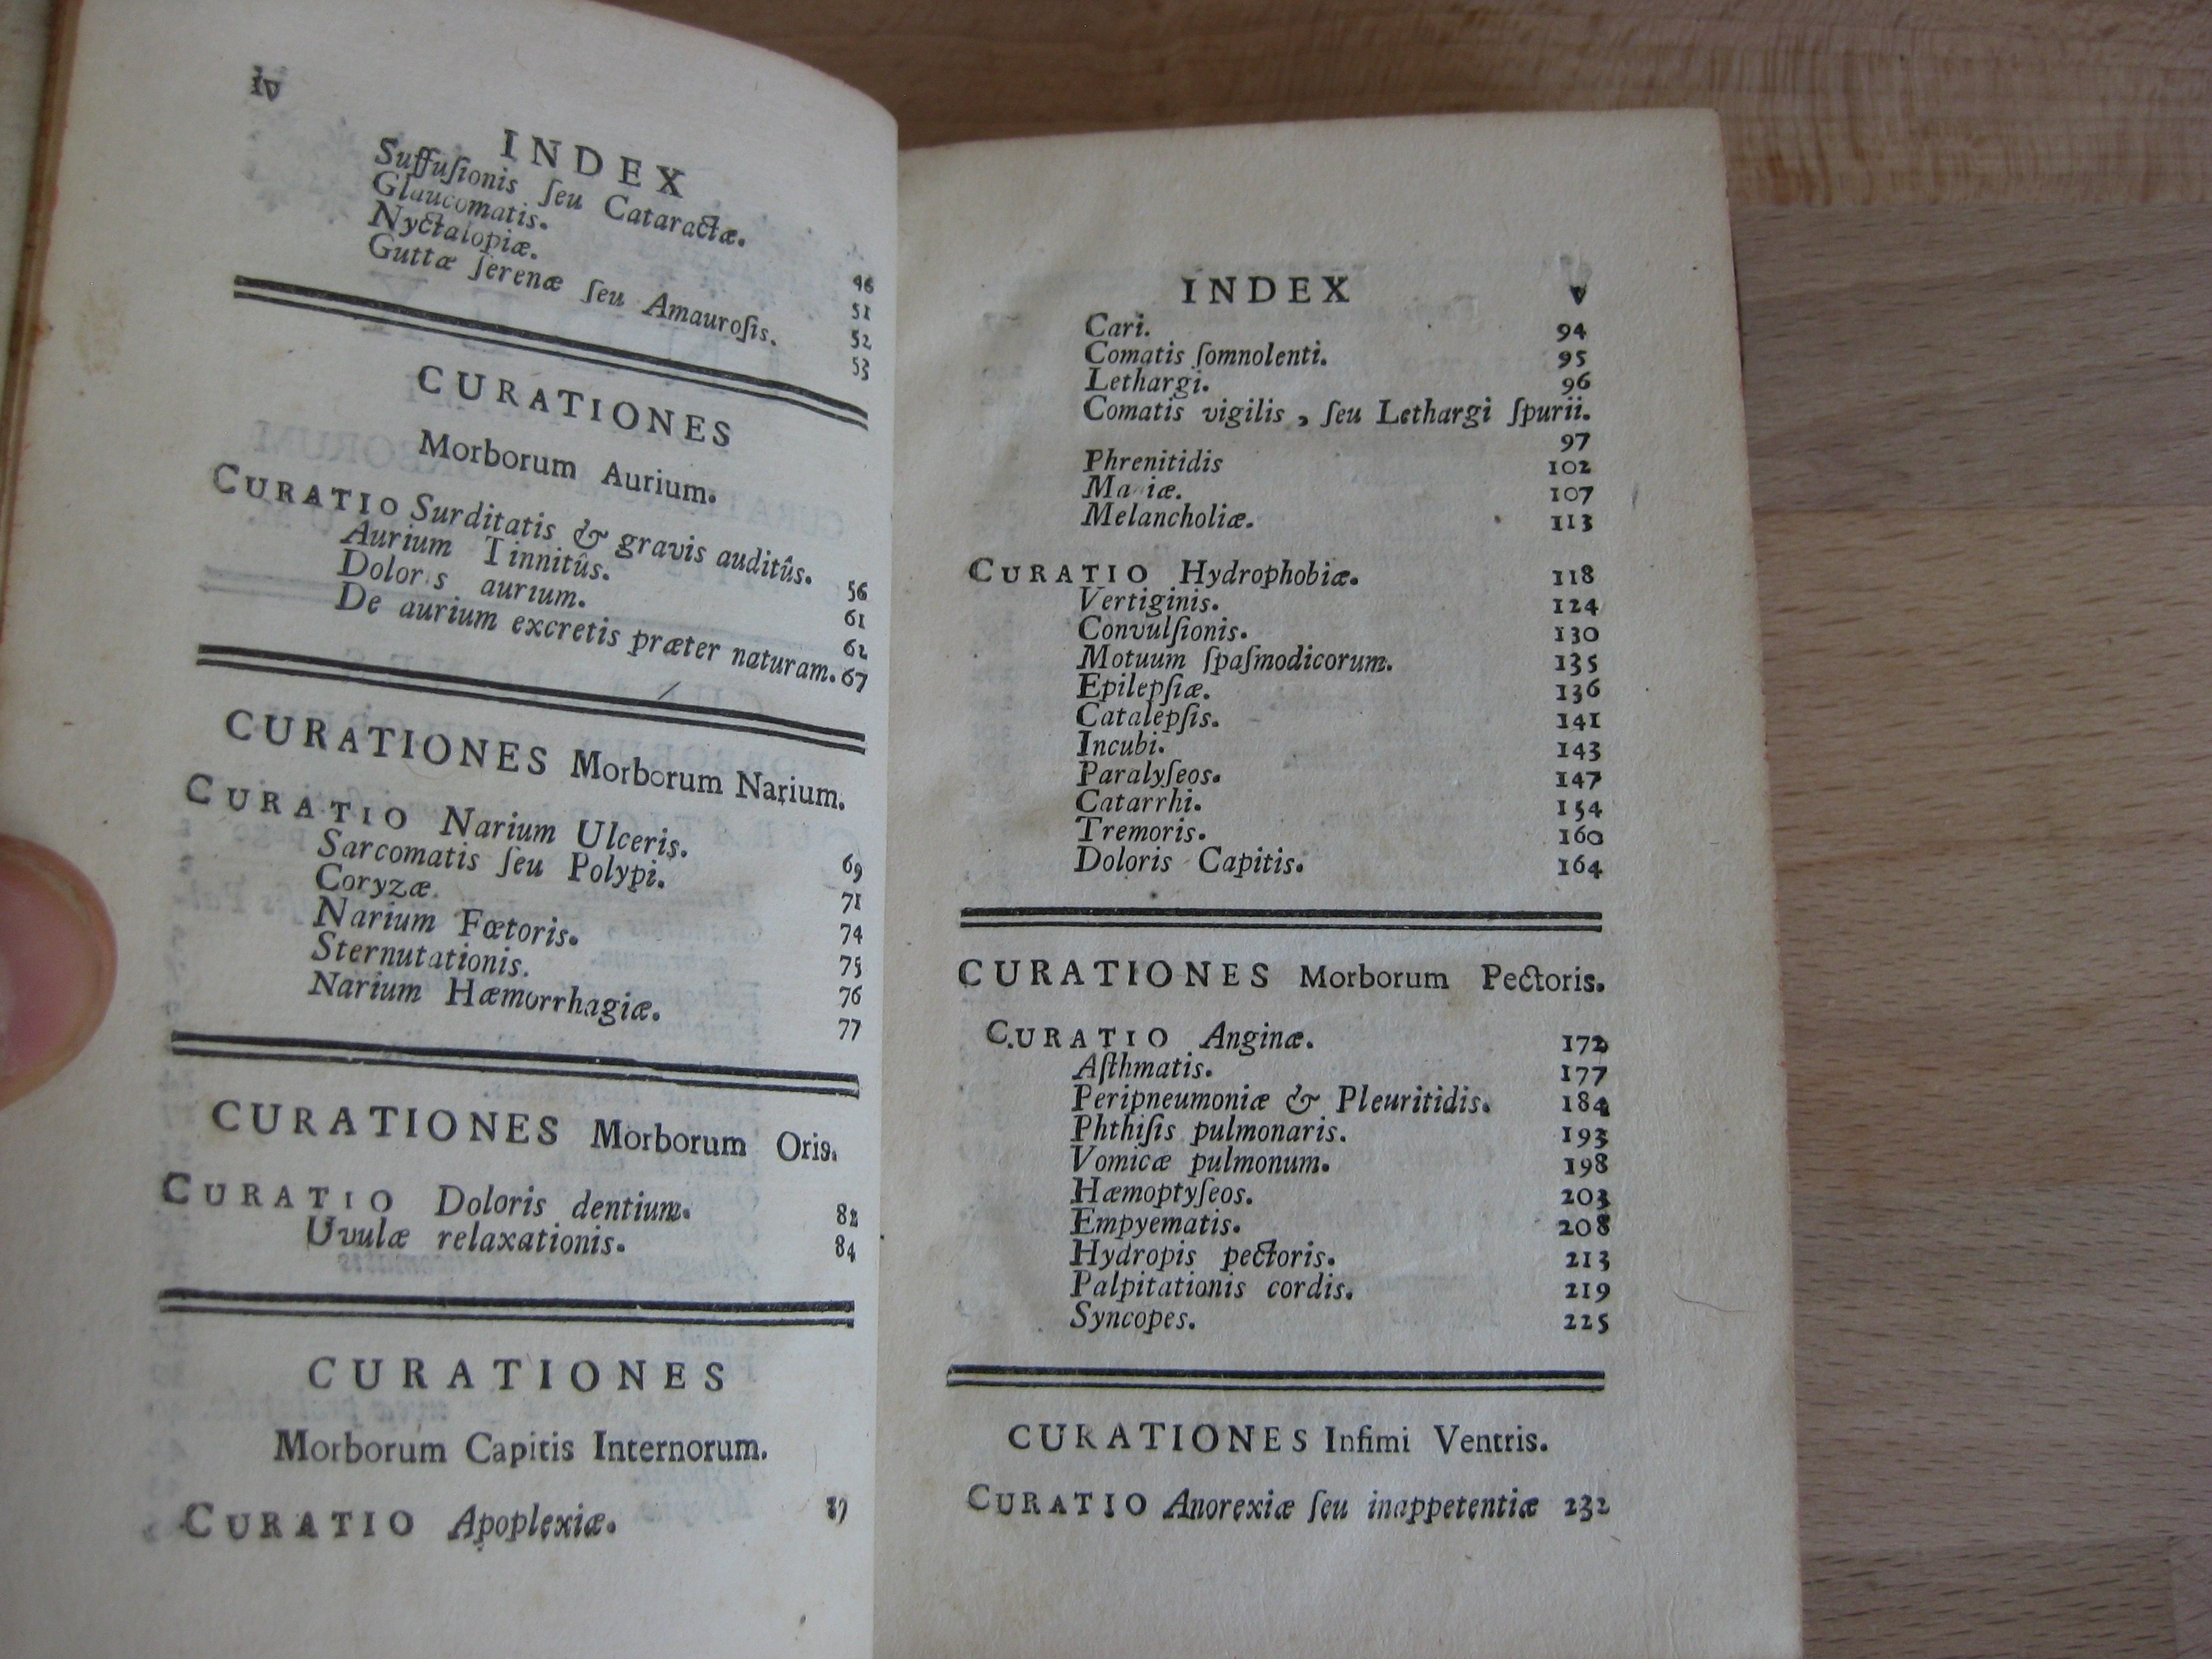 iv
INDEX
Suffuſionis ſeu Cataractæ. 46
Glaucomatis. 51
Nyctalopiæ. 52
Guttæ ſerenæ ſeu Amauroſis. 53
CURATIONES
Morborum Aurium.
CURATIO Surditatis & gravis auditûs. 56
Aurium Tinnitûs. 61
Doloris aurium. 62
De aurium excretis præter naturam. 67
CURATIONES Morborum Narium.
CURATIO Narium Ulceris. 69
Sarcomatis ſeu Polypi. 71
Coryzæ. 74
Narium Fœtoris. 75
Sternutationis. 76
Narium Hæmorrhagiæ. 77
CURATIONES Morborum Oris.
CURATIO Doloris dentium. 82
Uvulæ relaxationis. 84
CURATIONES
Morborum Capitis Internorum.
CURATIO Apoplexiæ.
INDEX v
Cari. 94
Comatis ſomnolenti. 95
Lethargi. 96
Comatis vigilis, ſeu Lethargi ſpurii.
97
Phrenitidis 102
Maniæ. 107
Melancholiæ. 113
CURATIO Hydrophobiæ. 118
Vertiginis. 124
Convulſionis. 130
Motuum ſpaſmodicorum. 135
Epilepſiæ. 136
Catalepſis. 141
Incubi. 143
Paralyſeos. 147
Catarrhi. 154
Tremoris. 160
Doloris Capitis. 164
CURATIONES Morborum Pectoris.
CURATIO Anginæ. 172
Aſthmatis. 177
Peripneumoniæ & Pleuritidis. 184
Phthiſis pulmonaris. 193
Vomicæ pulmonum. 198
Hæmoptyſeos. 203
Empyematis. 208
Hydropis pectoris. 213
Palpitationis cordis. 219
Syncopes. 225
CURATIONES Infimi Ventris.
CURATIO Anorexiæ ſeu inappetentiæ 232